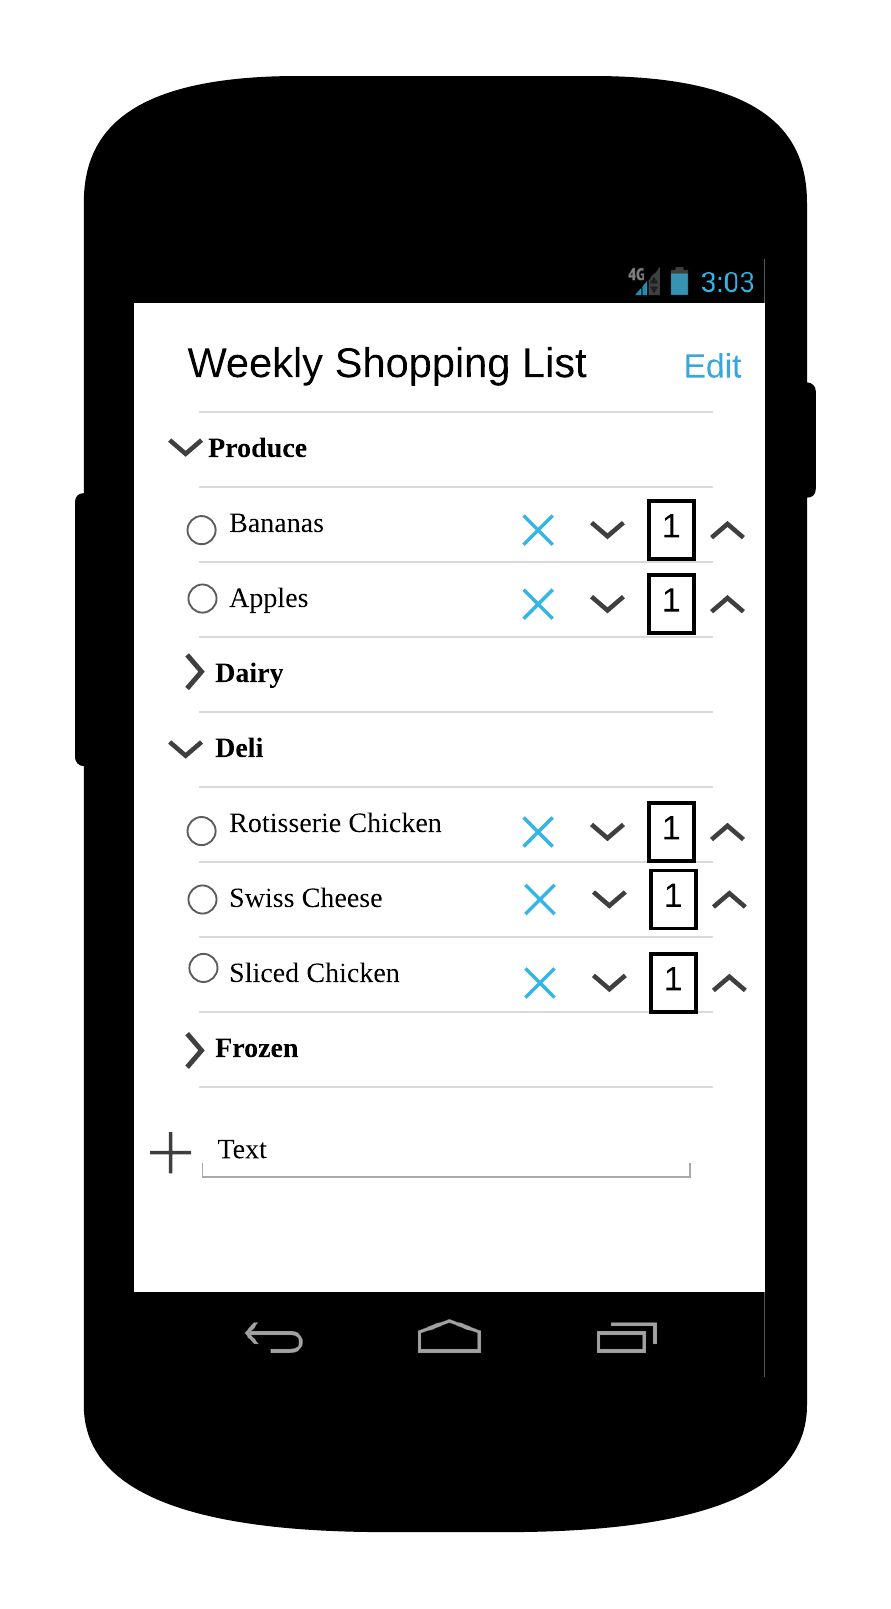 4G 3:03
Weekly Shopping List Edit
Produce
Bananas 1
Apples 1
Dairy
Deli
Rotisserie Chicken 1
Swiss Cheese 1
Sliced Chicken 1
Frozen
Text